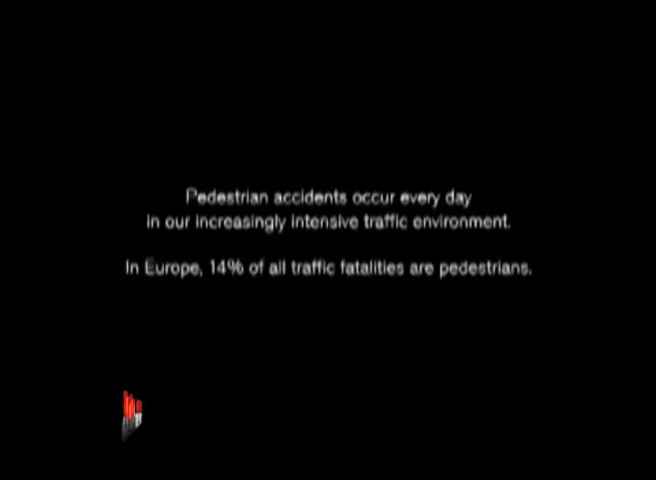 Pedestrian accidents occur every day
in our increasingly intensive traffic environment.
In Europe, 14% of all traffic fatalities are pedestrians.